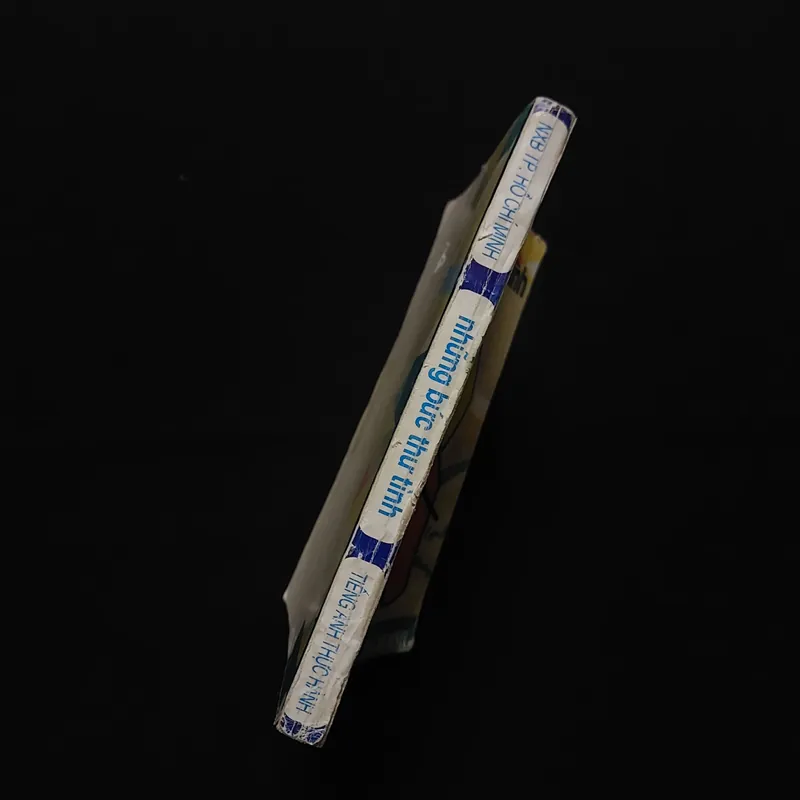 NXB TP. HỒ CHÍ MINH
những bức thư tình
TIẾNG ANH THỰC HÀNH